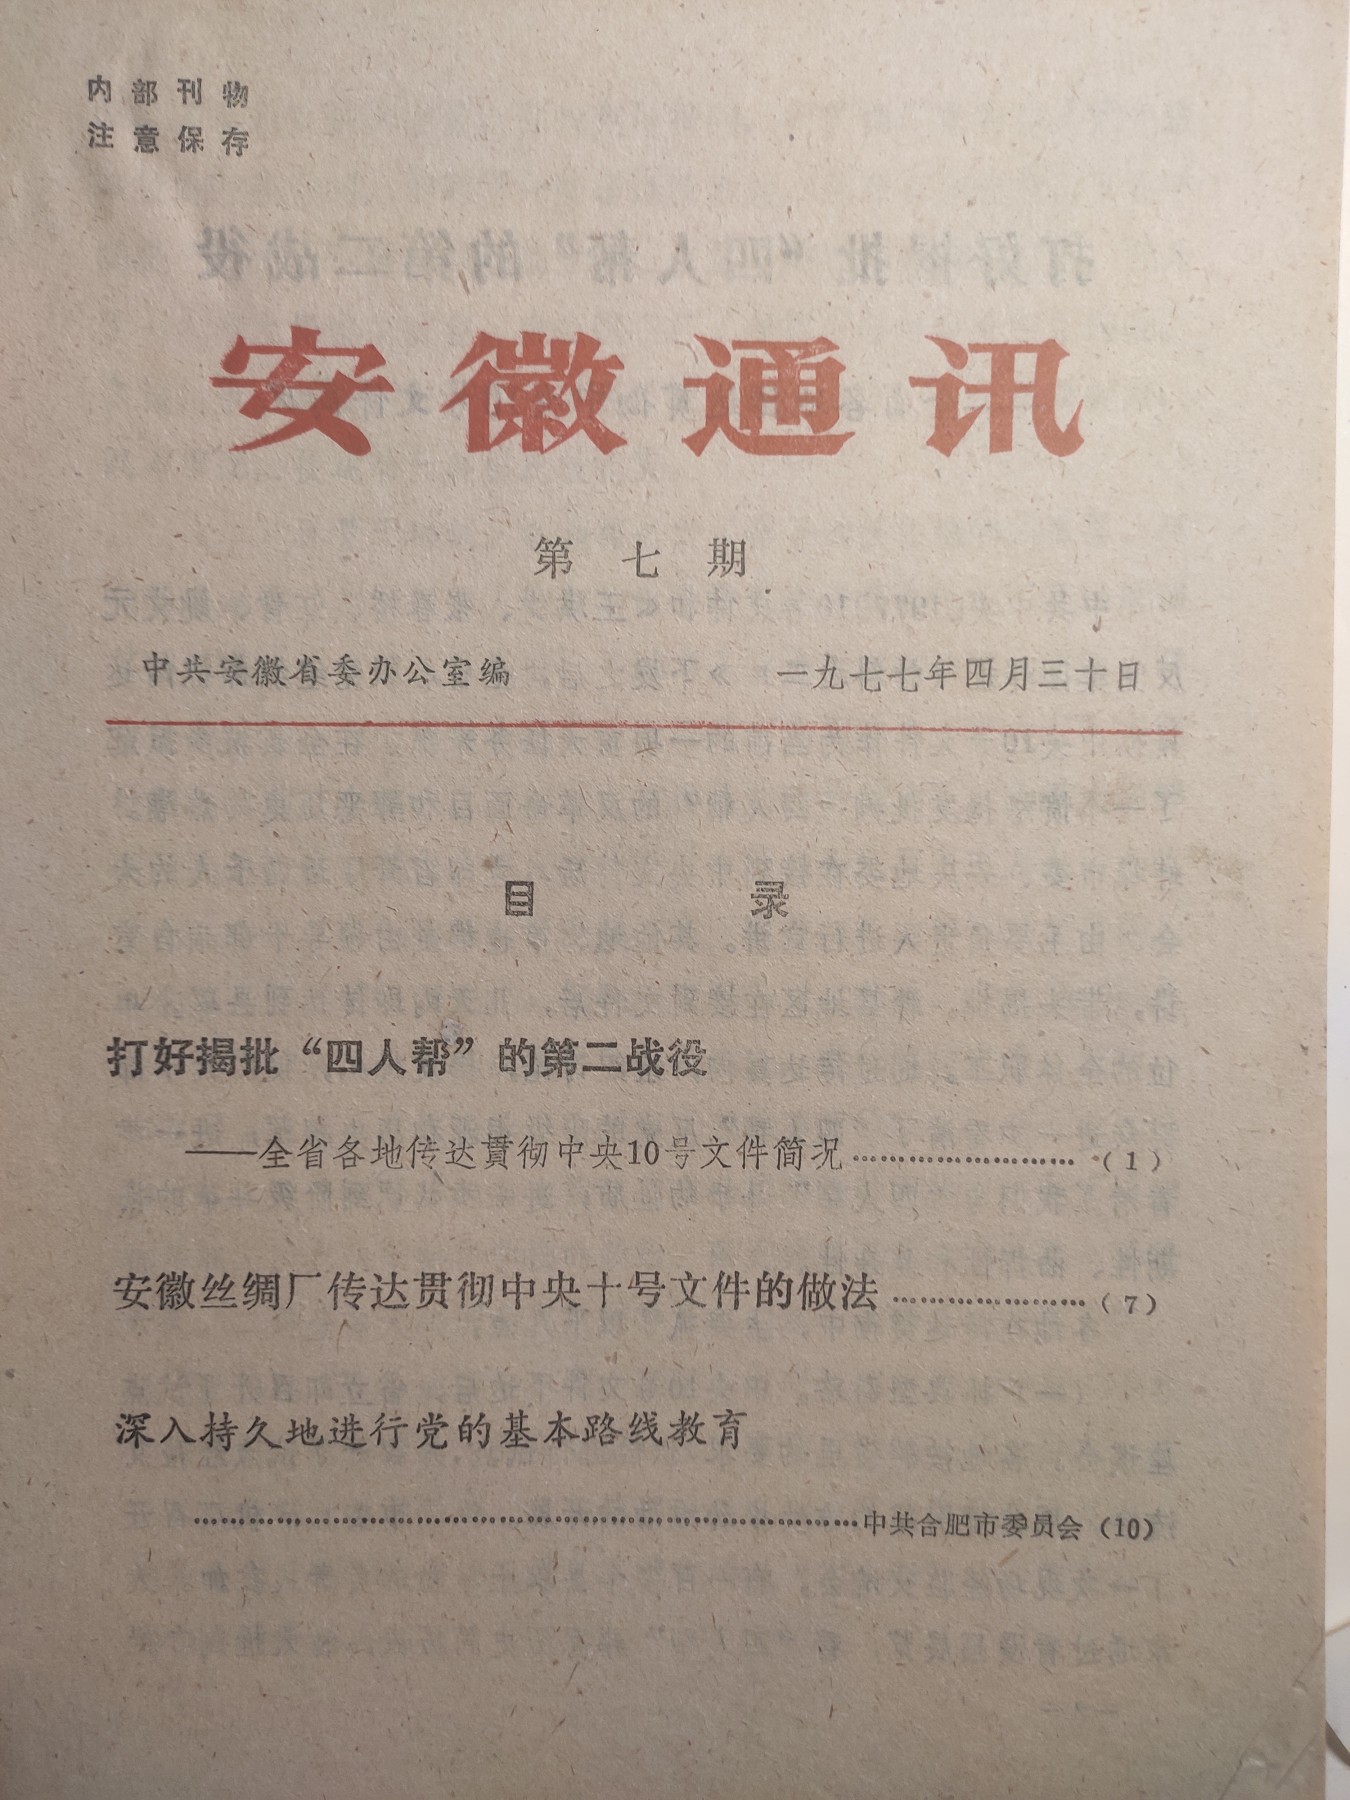 内部刊物
注意保存
安徽通讯
第七期
中共安徽省委办公室编 一九七七年四月三十日
目录
打好揭批“四人帮”的第二战役
——全省各地传达貫彻中央10号文件简况……………………（1）
安徽丝绸厂传达贯彻中央十号文件的做法…………………（7）
深入持久地进行党的基本路线教育
………………………………………………………………中共合肥市委员会（10）